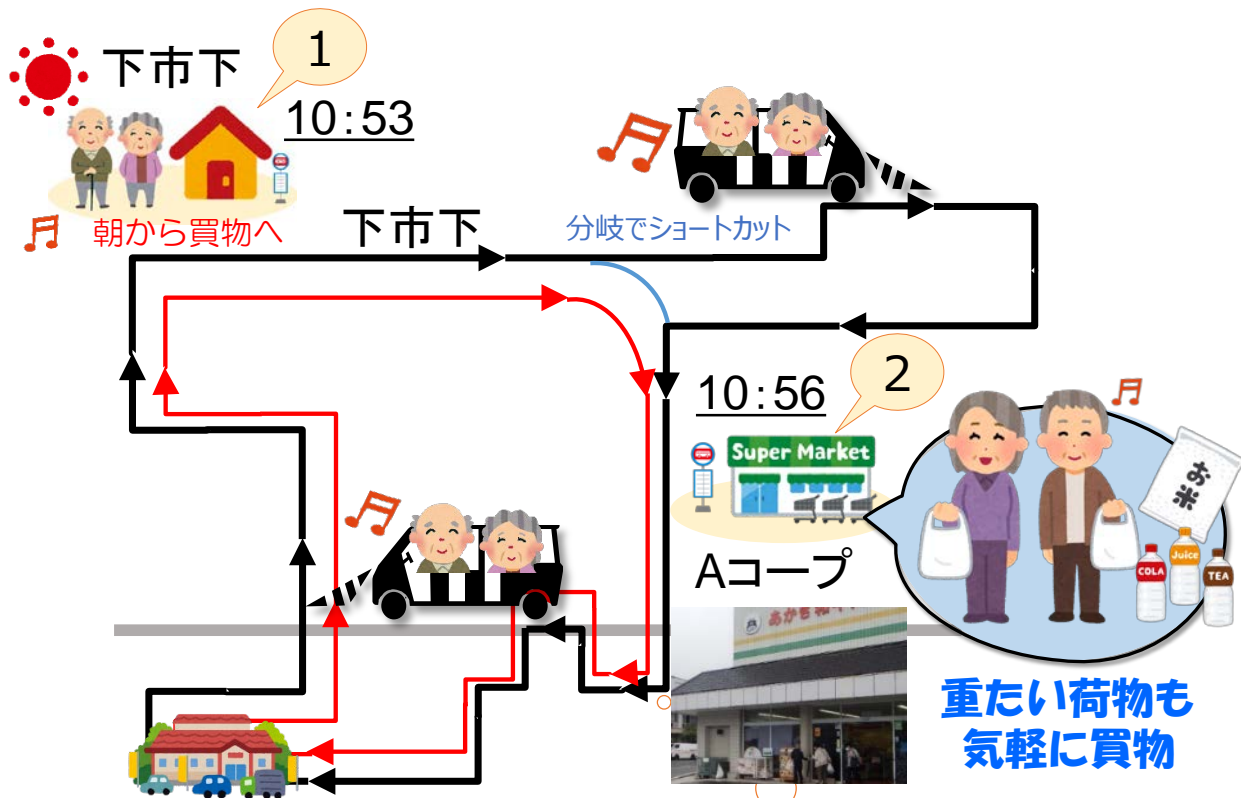 下市下
1
10:53
朝から買物へ
下市下
分岐でショートカット
10:56
2
Super Market
お米
COLA
Juice
TEA
Aコープ
重たい荷物も
気軽に買物